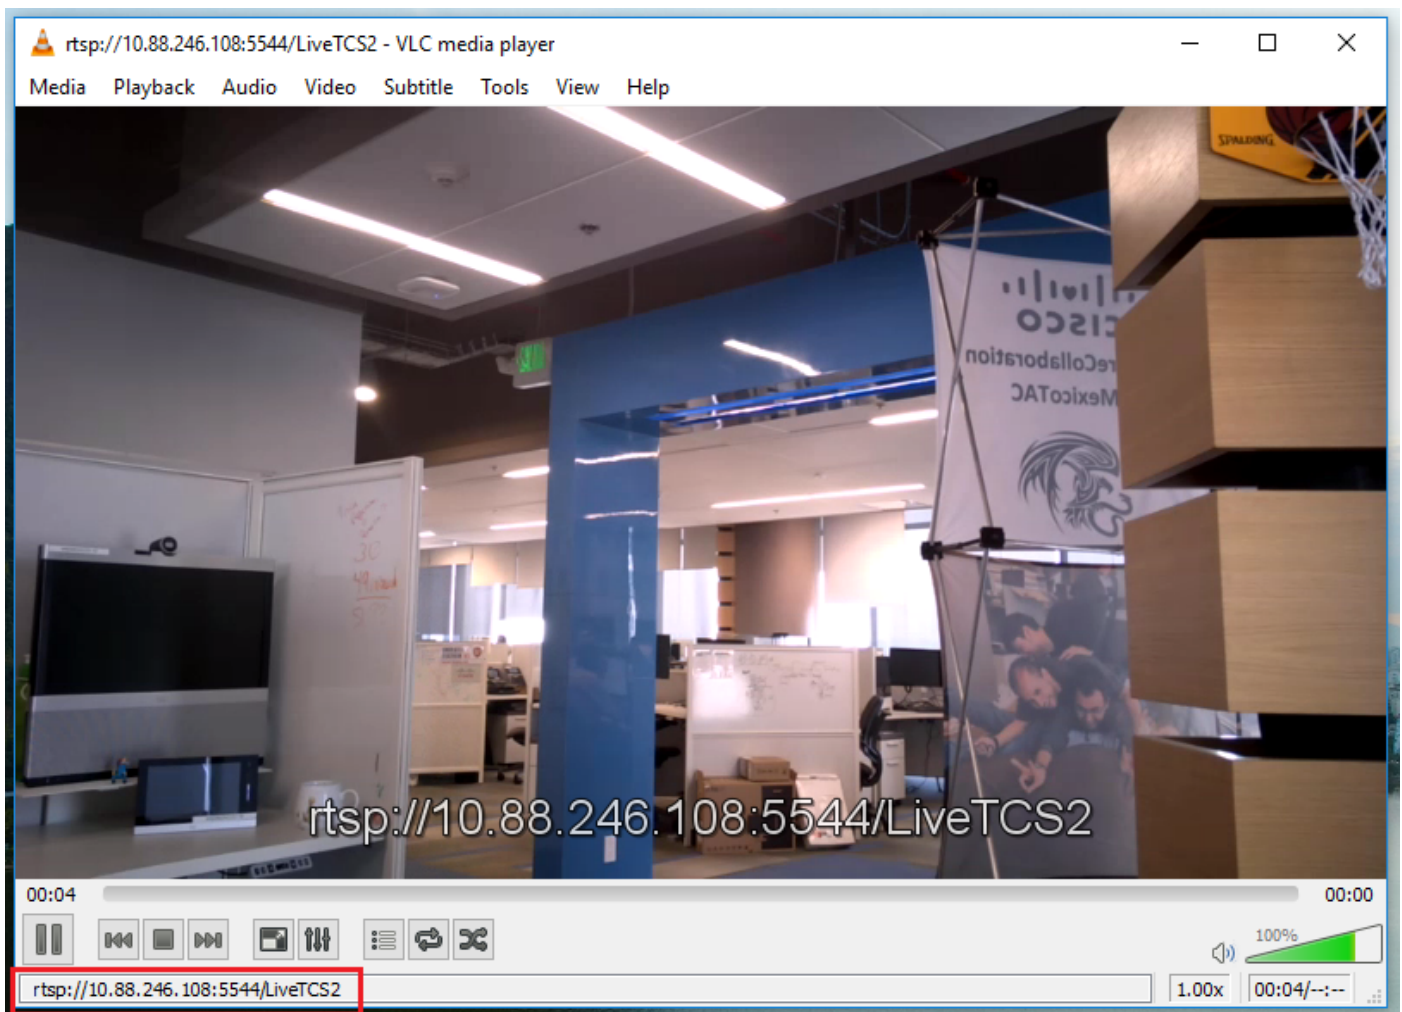 rtsp://10.88.246.108:5544/LiveTCS2 - VLC media player
Media Playback Audio Video Subtitle Tools View Help
SPALDING
CISCO
reCollaboration
MexicoTAC
30
rtsp://10.88.246.108:5544/LiveTCS2
00:04 00:00
100%
rtsp://10.88.246.108:5544/LiveTCS2 1.00x 00:04/--:--